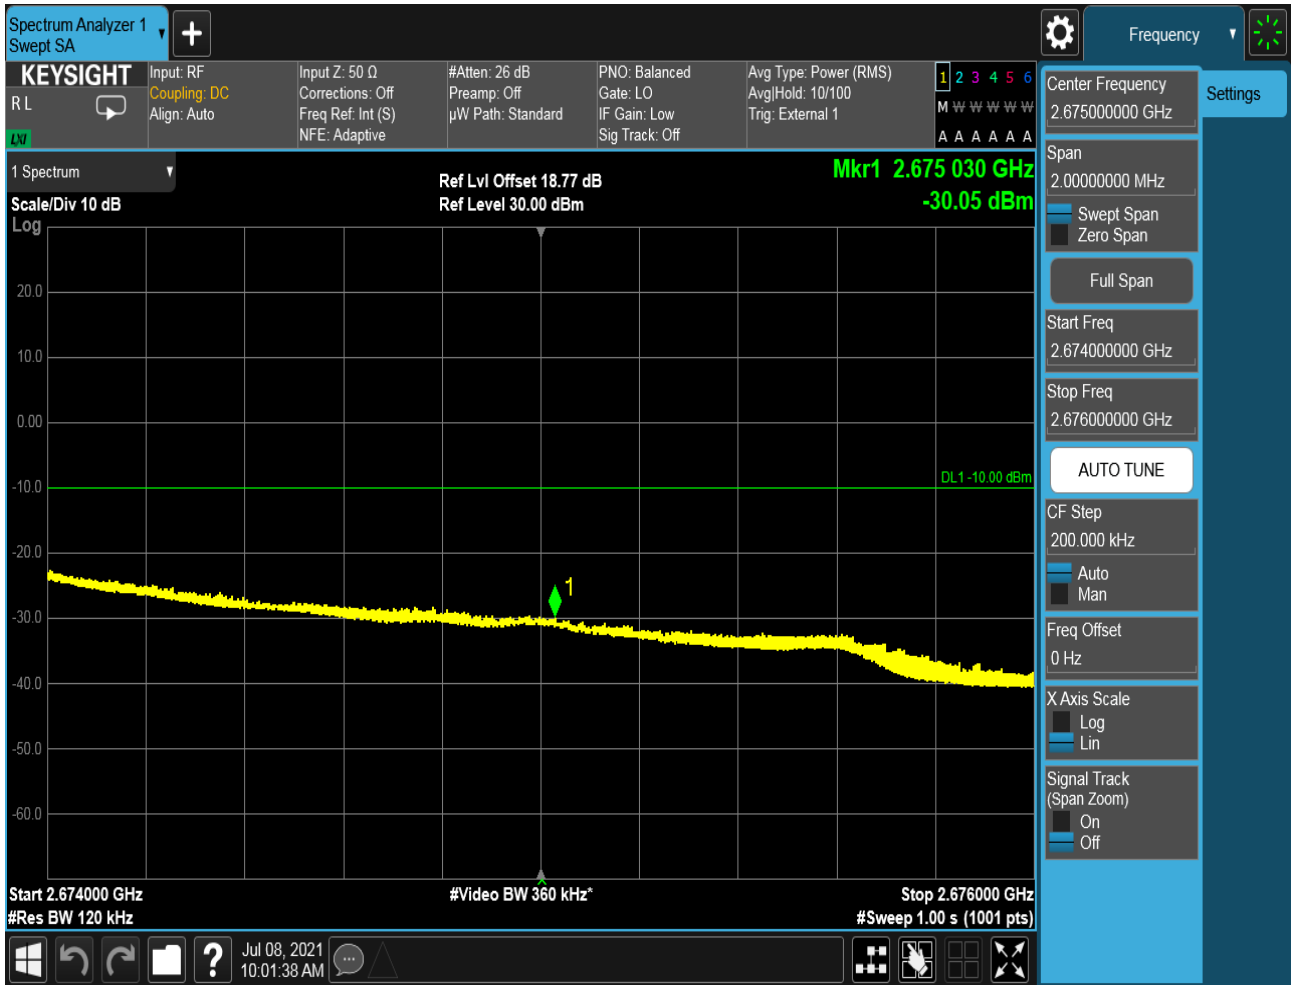 Spectrum Analyzer 1
Swept SA
Frequency
KEYSIGHT
R L
LXI
Input: RF
Coupling: DC
Align: Auto
Input Z: 50 Ω
Corrections: Off
Freq Ref: Int (S)
NFE: Adaptive
#Atten: 26 dB
Preamp: Off
µW Path: Standard
PNO: Balanced
Gate: LO
IF Gain: Low
Sig Track: Off
Avg Type: Power (RMS)
Avg|Hold: 10/100
Trig: External 1
1 2 3 4 5 6
M W W W W W
A A A A A A
1 Spectrum
Scale/Div 10 dB
Log
Ref Lvl Offset 18.77 dB
Ref Level 30.00 dBm
Mkr1 2.675 030 GHz
-30.05 dBm
20.0
10.0
0.00
-10.0
-20.0
-30.0
-40.0
-50.0
-60.0
DL1 -10.00 dBm
1
Start 2.674000 GHz
#Res BW 120 kHz
#Video BW 360 kHz*
Stop 2.676000 GHz
#Sweep 1.00 s (1001 pts)
Center Frequency
2.675000000 GHz
Settings
Span
2.00000000 MHz
Swept Span
Zero Span
Full Span
Start Freq
2.674000000 GHz
Stop Freq
2.676000000 GHz
AUTO TUNE
CF Step
200.000 kHz
Auto
Man
Freq Offset
0 Hz
X Axis Scale
Log
Lin
Signal Track
(Span Zoom)
On
Off
?
Jul 08, 2021
10:01:38 AM